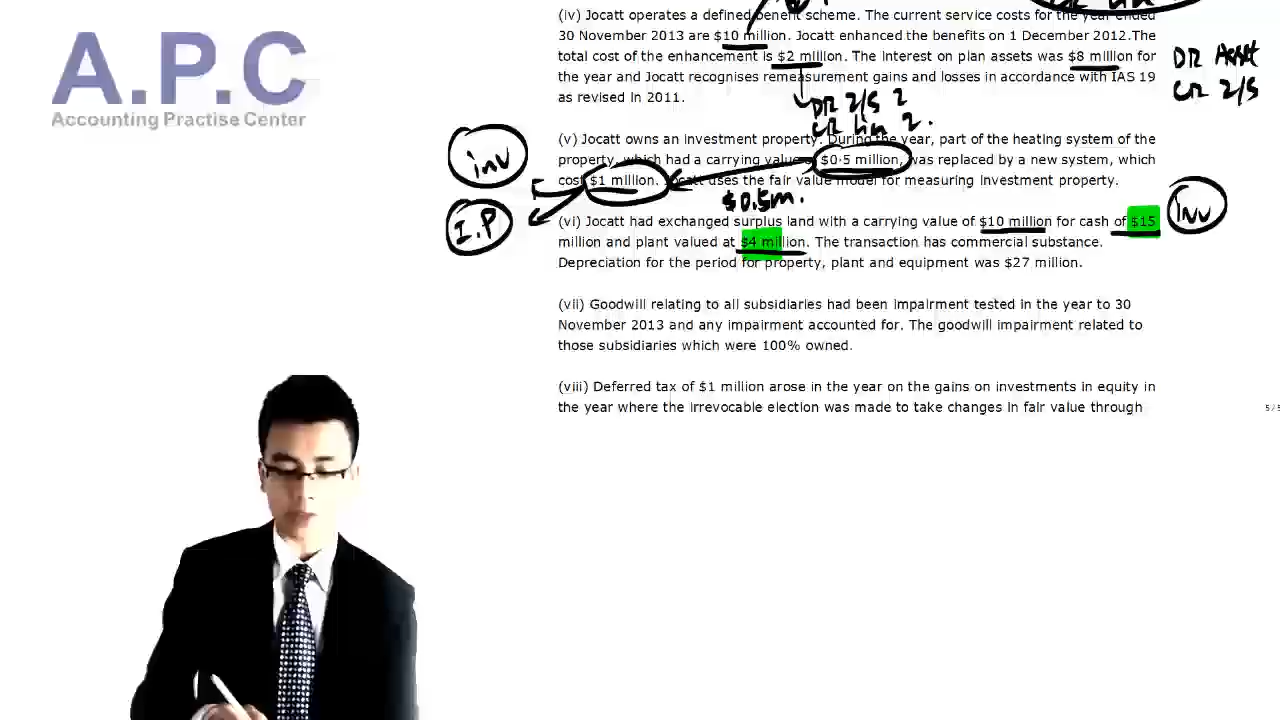 A.P.C
Accounting Practise Center
(iv) Jocatt operates a defined benefit scheme. The current service costs for the year ended
30 November 2013 are $10 million. Jocatt enhanced the benefits on 1 December 2012.The
total cost of the enhancement is $2 million. The interest on plan assets was $8 million for
the year and Jocatt recognises remeasurement gains and losses in accordance with IAS 19
as revised in 2011.
DR Asset
CR I/S
DR I/S 2
CR Lia 2.
(v) Jocatt owns an investment property. During the year, part of the heating system of the
property, which had a carrying value $0·5 million, was replaced by a new system, which
cost $1 million. Jocatt uses the fair value model for measuring investment property.
inv
I.P
$0.5m.
(vi) Jocatt had exchanged surplus land with a carrying value of $10 million for cash of $15
million and plant valued at $4 million. The transaction has commercial substance.
Depreciation for the period for property, plant and equipment was $27 million.
Inv
(vii) Goodwill relating to all subsidiaries had been impairment tested in the year to 30
November 2013 and any impairment accounted for. The goodwill impairment related to
those subsidiaries which were 100% owned.
(viii) Deferred tax of $1 million arose in the year on the gains on investments in equity in
the year where the irrevocable election was made to take changes in fair value through